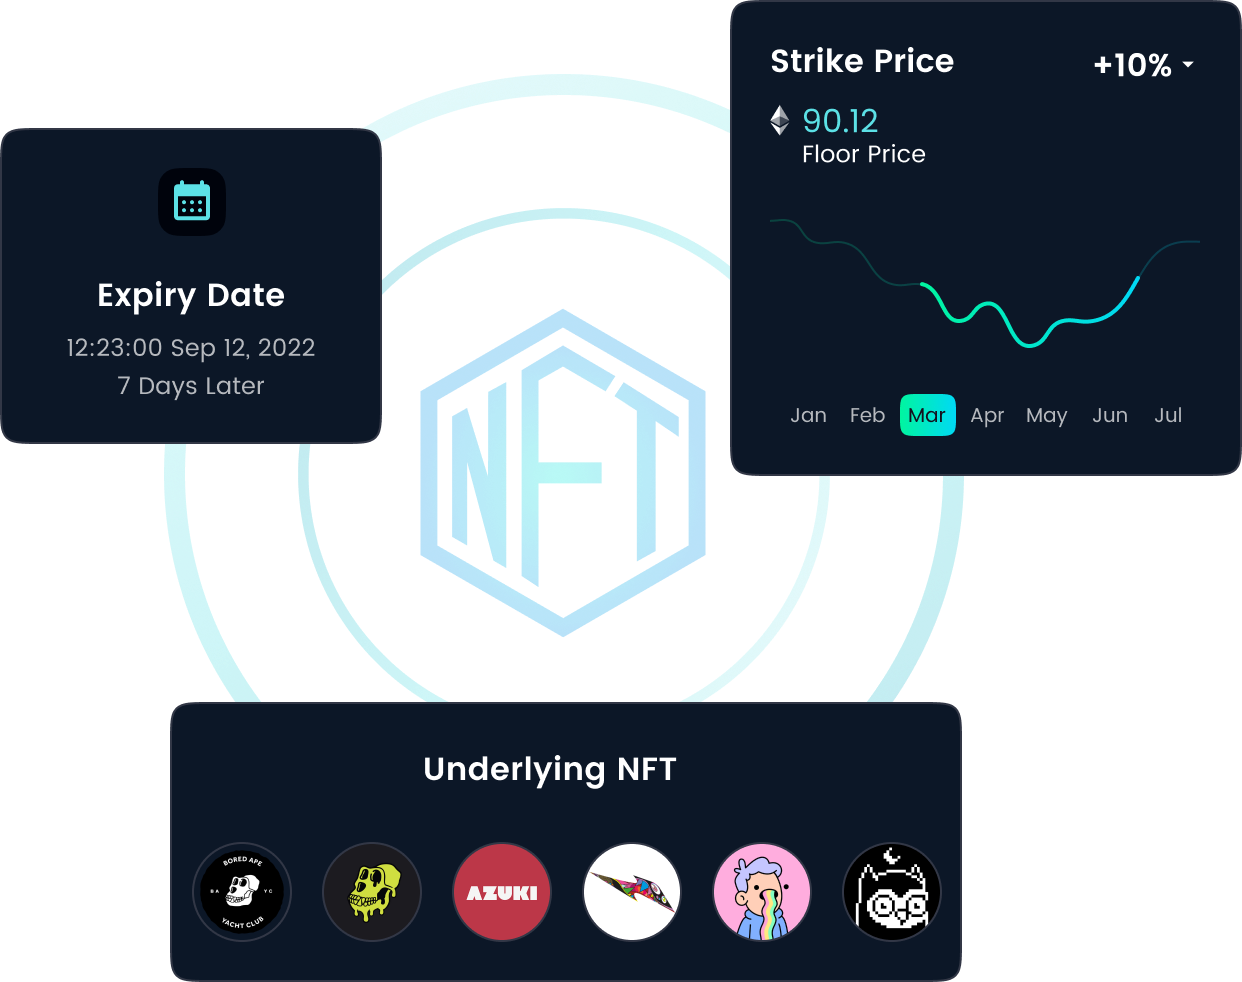 Strike Price
+10%
90.12
Floor Price
Jan Feb Mar Apr May Jun Jul
Expiry Date
12:23:00 Sep 12, 2022
7 Days Later
NFT
Underlying NFT
BORED APE
BA YC
YACHT CLUB
AZUKI